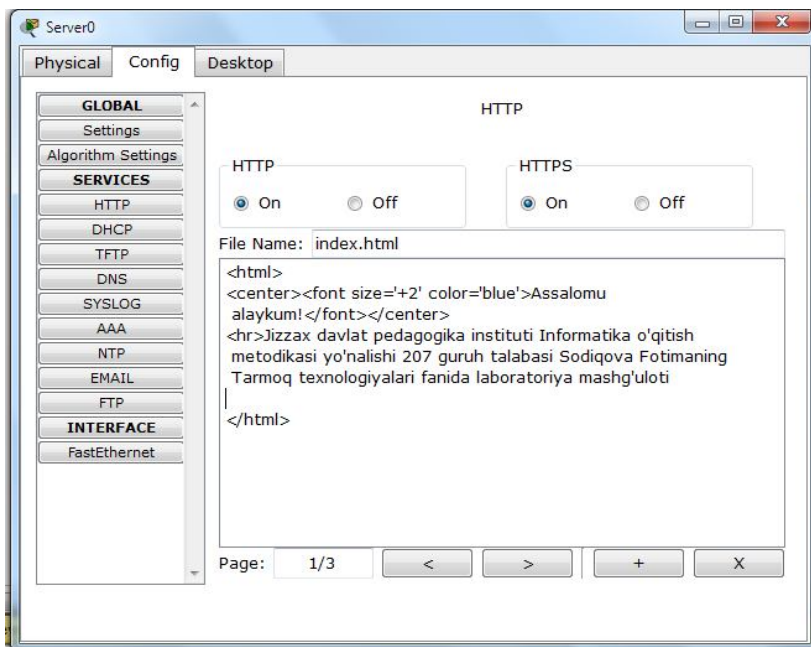 Server0
Physical Config Desktop
GLOBAL
Settings
Algorithm Settings
SERVICES
HTTP
DHCP
TFTP
DNS
SYSLOG
AAA
NTP
EMAIL
FTP
INTERFACE
FastEthernet
HTTP
HTTP
On Off
HTTPS
On Off
File Name: index.html
<html>
<center><font size='+2' color='blue'>Assalomu
alaykum!</font></center>
<hr>Jizzax davlat pedagogika instituti Informatika o'qitish
metodikasi yo'nalishi 207 guruh talabasi Sodiqova Fotimaning
Tarmoq texnologiyalari fanida laboratoriya mashg'uloti
</html>
Page: 1/3 < > + X